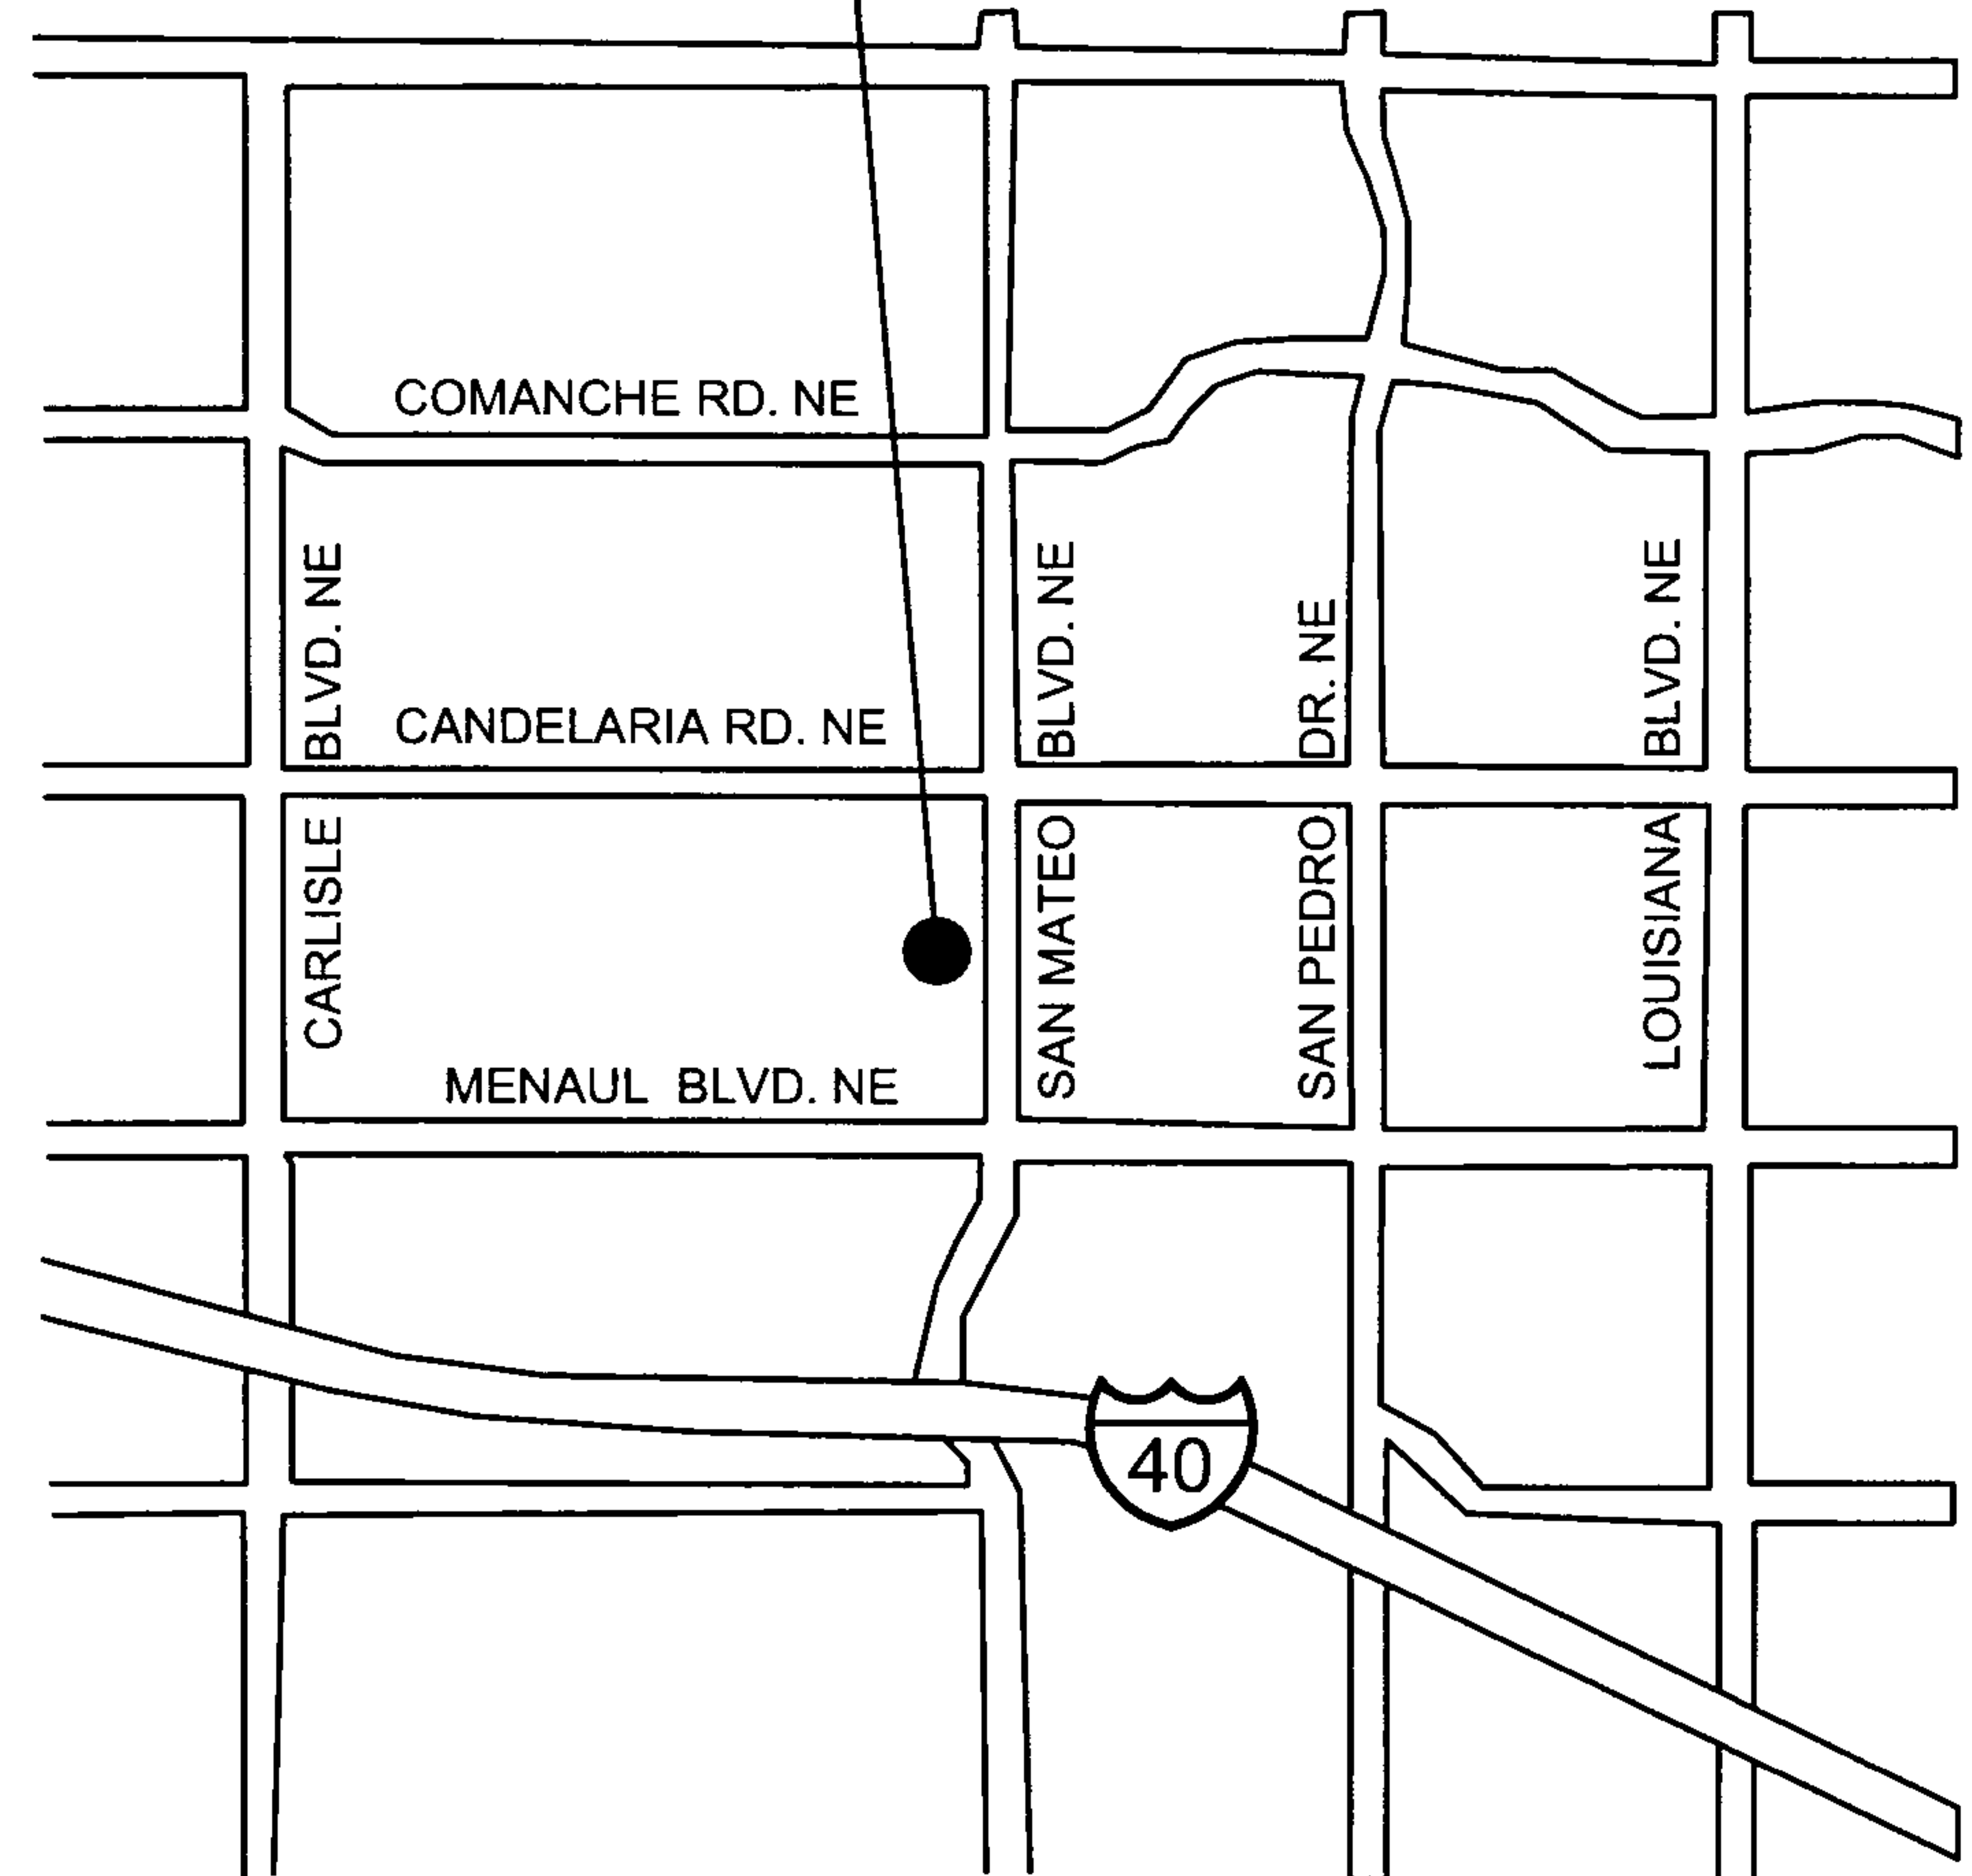 COMANCHE RD. NE
CANDELARIA RD. NE
CARLISLE BLVD. NE
SAN MATEO BLVD. NE
SAN PEDRO DR. NE
LOUISIANA BLVD. NE
MENAUL BLVD. NE
40